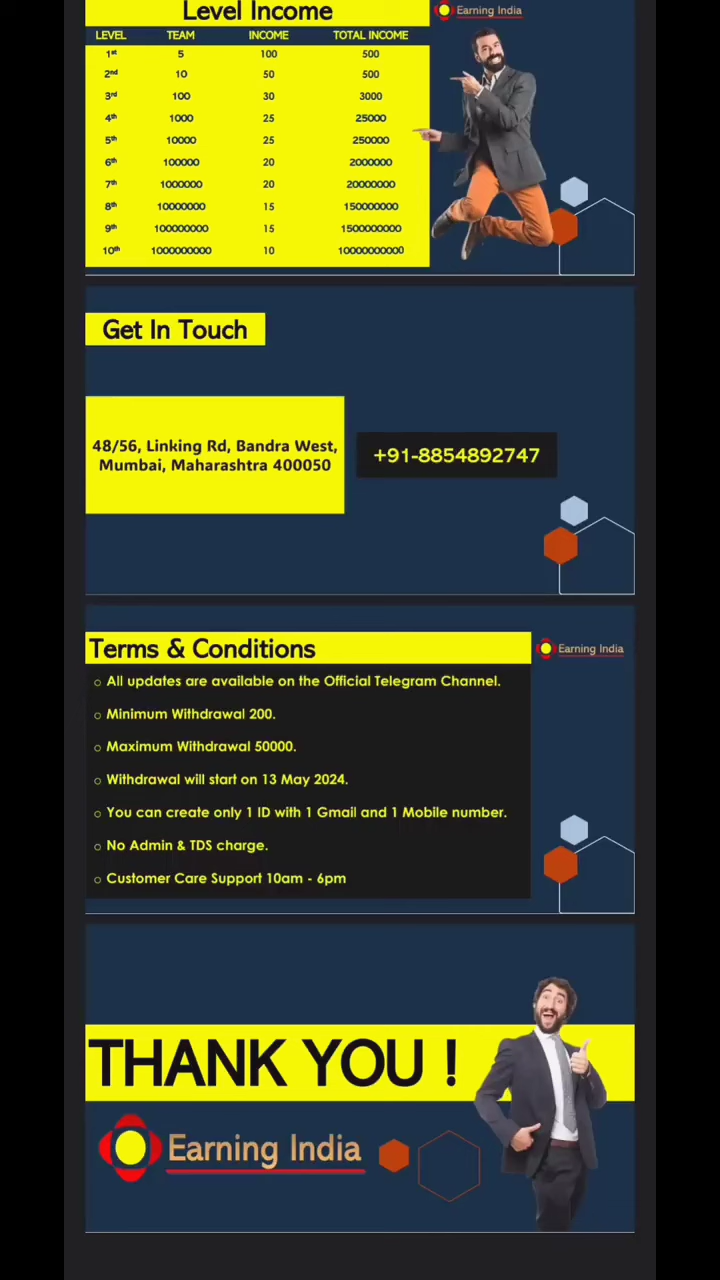 Level Income
Earning India
LEVEL TEAM INCOME TOTAL INCOME
1st 5 100 500
2nd 10 50 500
3rd 100 30 3000
4th 1000 25 25000
5th 10000 25 250000
6th 100000 20 2000000
7th 1000000 20 20000000
8th 10000000 15 150000000
9th 100000000 15 1500000000
10th 1000000000 10 10000000000
Get In Touch
48/56, Linking Rd, Bandra West,
Mumbai, Maharashtra 400050
+91-8854892747
Terms & Conditions
Earning India
○ All updates are available on the Official Telegram Channel.
○ Minimum Withdrawal 200.
○ Maximum Withdrawal 50000.
○ Withdrawal will start on 13 May 2024.
○ You can create only 1 ID with 1 Gmail and 1 Mobile number.
○ No Admin & TDS charge.
○ Customer Care Support 10am - 6pm
THANK YOU !
Earning India